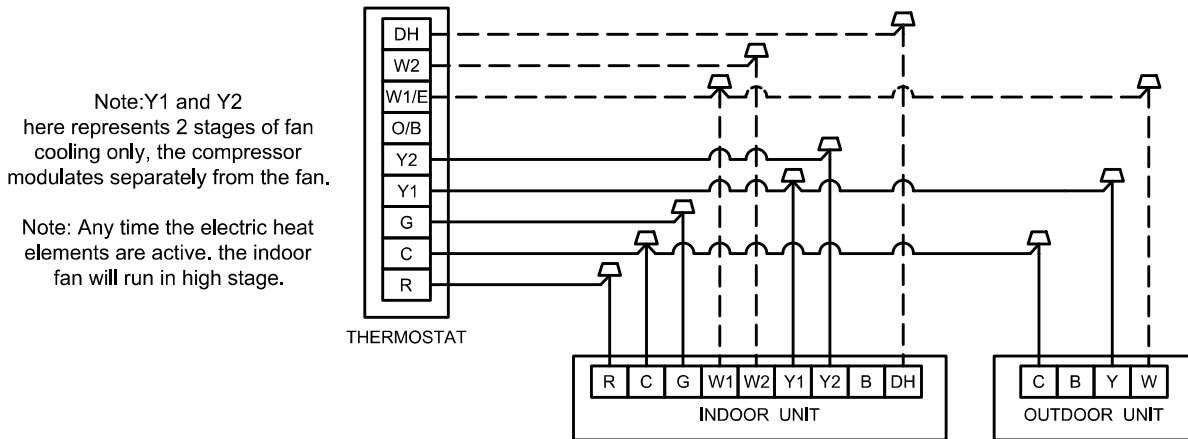 Note:Y1 and Y2
here represents 2 stages of fan
cooling only, the compressor
modulates separately from the fan.
Note: Any time the electric heat
elements are active. the indoor
fan will run in high stage.
DH
W2
W1/E
O/B
Y2
Y1
G
C
R
THERMOSTAT
R C G W1 W2 Y1 Y2 B DH
INDOOR UNIT
C B Y W
OUTDOOR UNIT